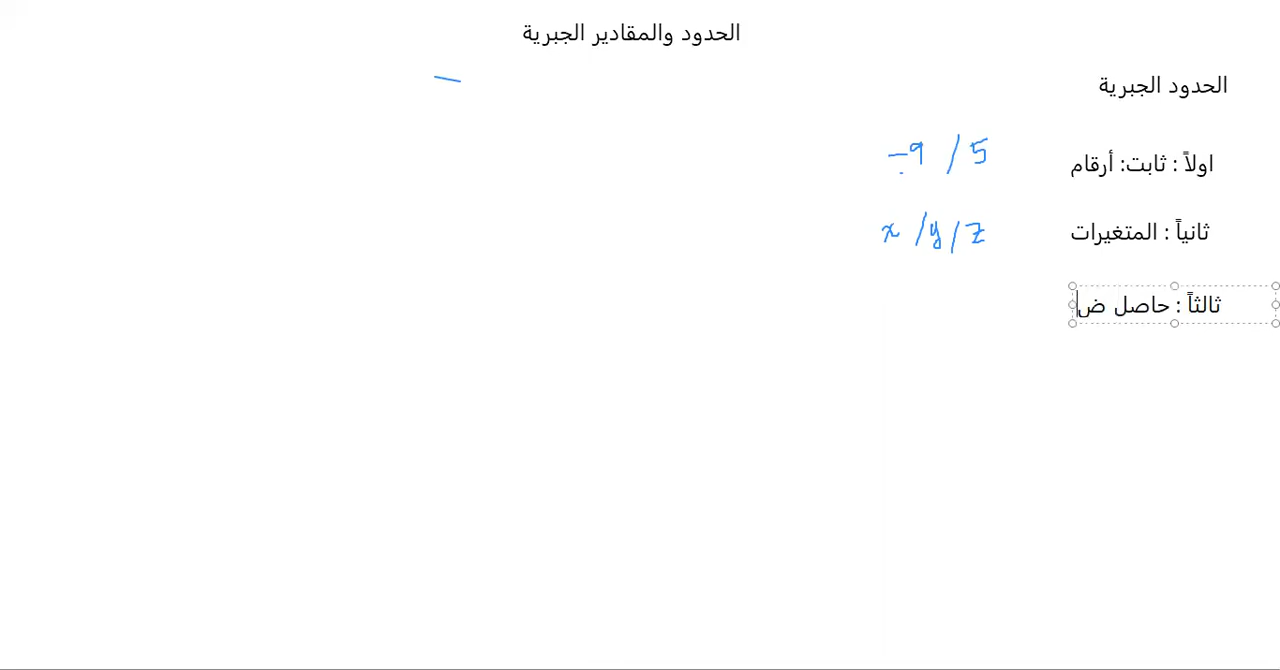 الحدود والمقادير الجبرية
الحدود الجبرية
اولاً : ثابت: أرقام
-9 / 5
ثانياً : المتغيرات
x / y / z
ثالثاً : حاصل ض